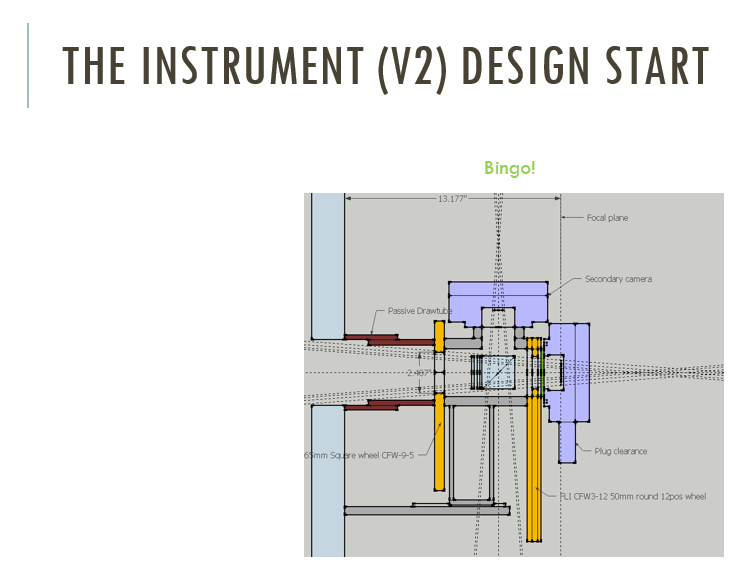 THE INSTRUMENT (V2) DESIGN START
Bingo!
13.177"
Focal plane
Secondary camera
Passive Drawtube
2.487"
65mm Square wheel CFW-9-5
Plug clearance
FLI CFW3-12 50mm round 12pos wheel